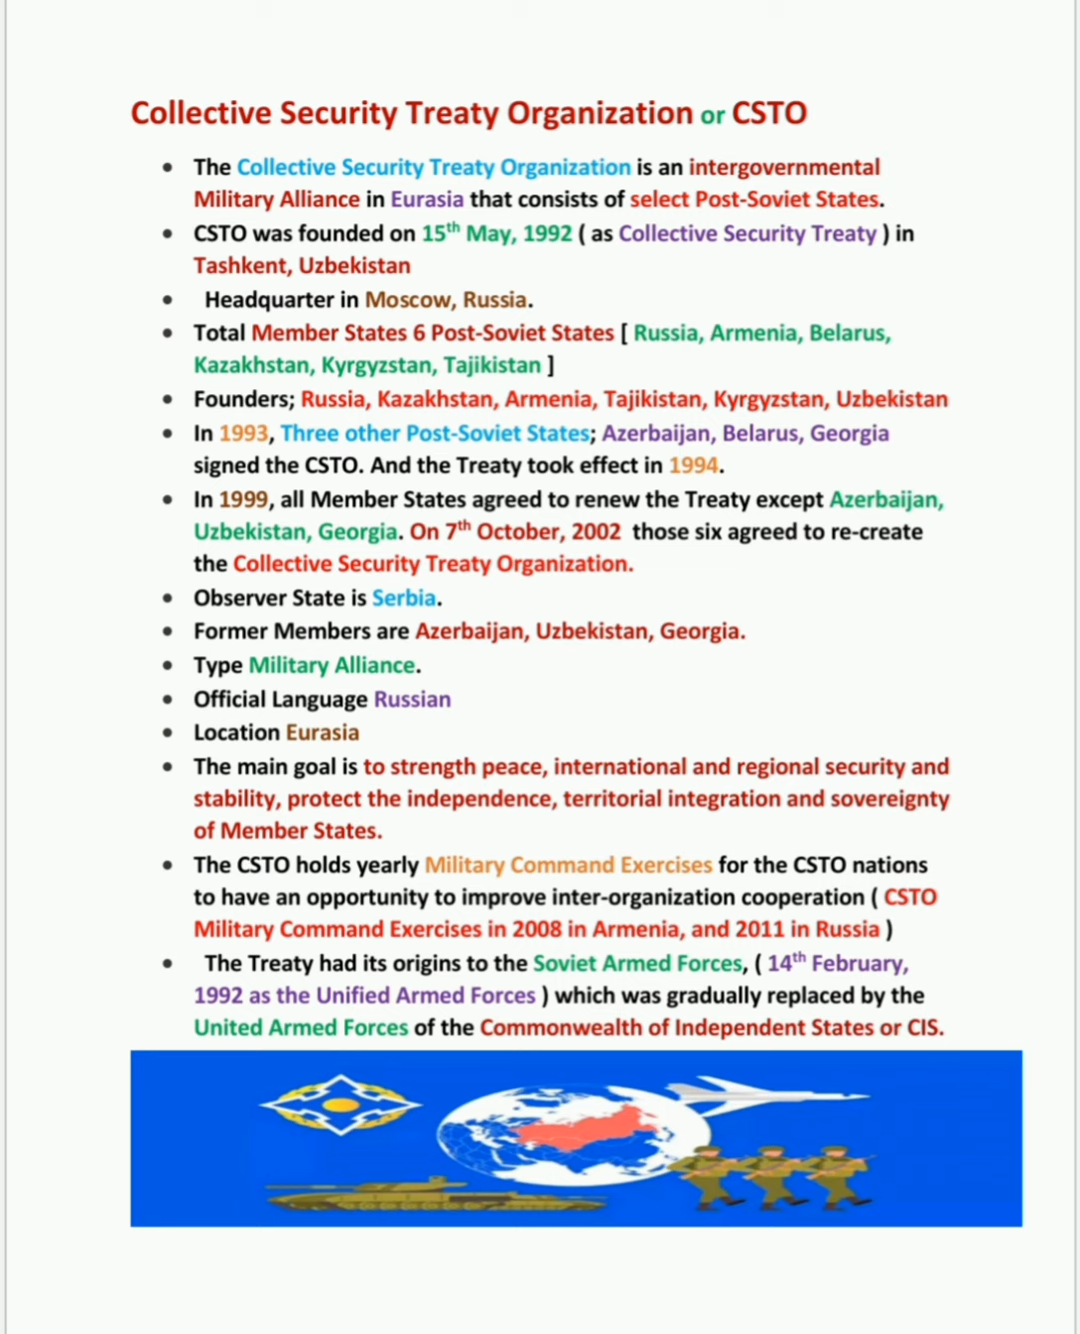 Collective Security Treaty Organization or CSTO
• The Collective Security Treaty Organization is an intergovernmental
Military Alliance in Eurasia that consists of select Post-Soviet States.
• CSTO was founded on 15th May, 1992 ( as Collective Security Treaty ) in
Tashkent, Uzbekistan
• Headquarter in Moscow, Russia.
• Total Member States 6 Post-Soviet States [ Russia, Armenia, Belarus,
Kazakhstan, Kyrgyzstan, Tajikistan ]
• Founders; Russia, Kazakhstan, Armenia, Tajikistan, Kyrgyzstan, Uzbekistan
• In 1993, Three other Post-Soviet States; Azerbaijan, Belarus, Georgia
signed the CSTO. And the Treaty took effect in 1994.
• In 1999, all Member States agreed to renew the Treaty except Azerbaijan,
Uzbekistan, Georgia. On 7th October, 2002 those six agreed to re-create
the Collective Security Treaty Organization.
• Observer State is Serbia.
• Former Members are Azerbaijan, Uzbekistan, Georgia.
• Type Military Alliance.
• Official Language Russian
• Location Eurasia
• The main goal is to strength peace, international and regional security and
stability, protect the independence, territorial integration and sovereignty
of Member States.
• The CSTO holds yearly Military Command Exercises for the CSTO nations
to have an opportunity to improve inter-organization cooperation ( CSTO
Military Command Exercises in 2008 in Armenia, and 2011 in Russia )
• The Treaty had its origins to the Soviet Armed Forces, ( 14th February,
1992 as the Unified Armed Forces ) which was gradually replaced by the
United Armed Forces of the Commonwealth of Independent States or CIS.